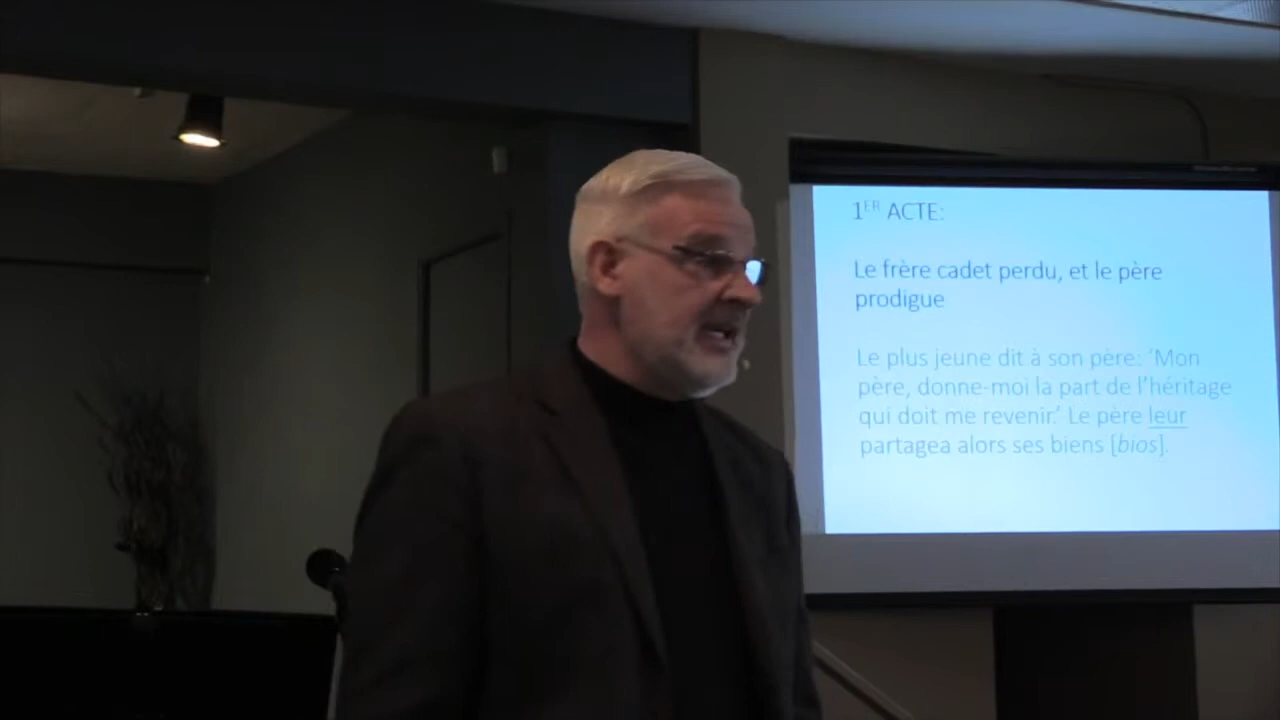 1ER ACTE:
Le frère cadet perdu, et le père
prodigue
Le plus jeune dit à son père: ‘Mon
père, donne-moi la part de l’héritage
qui doit me revenir.’ Le père leur
partagea alors ses biens [bios].